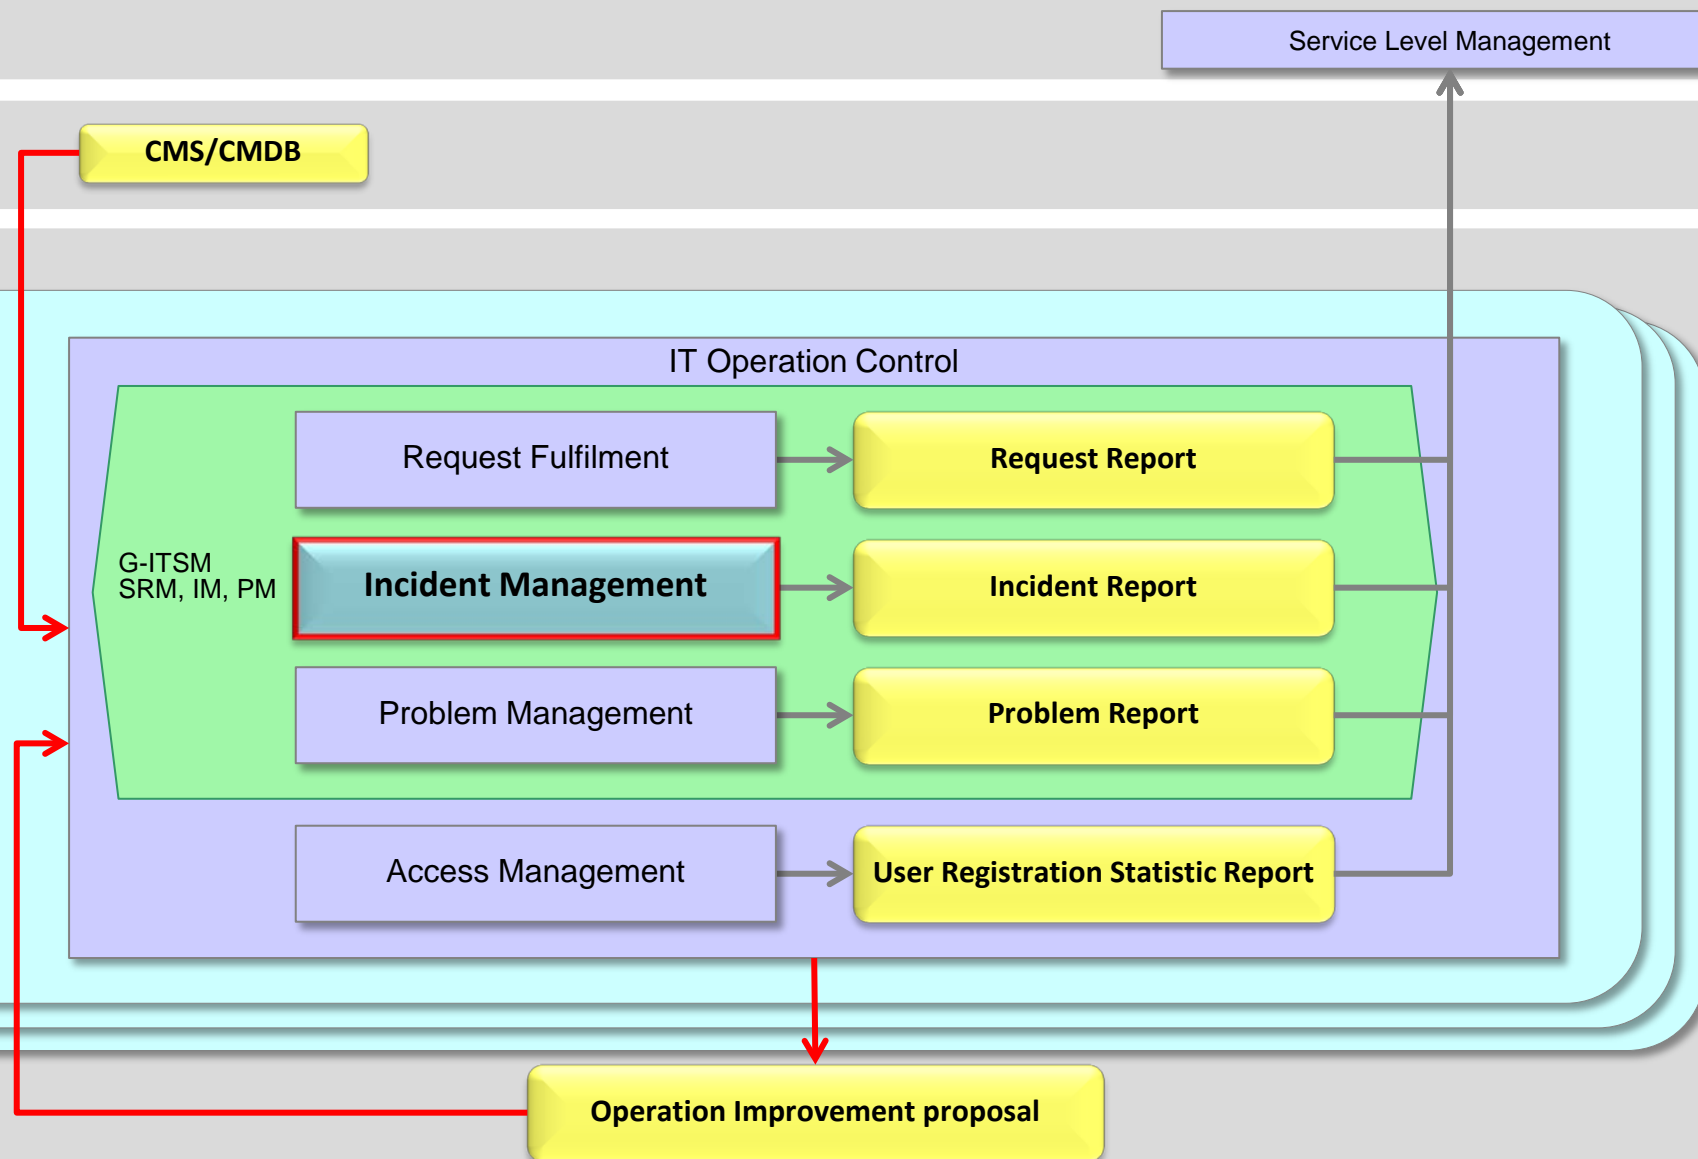 Service Level Management
CMS/CMDB
IT Operation Control
Request Fulfilment
Request Report
G-ITSM
SRM, IM, PM
Incident Management
Incident Report
Problem Management
Problem Report
Access Management
User Registration Statistic Report
Operation Improvement proposal